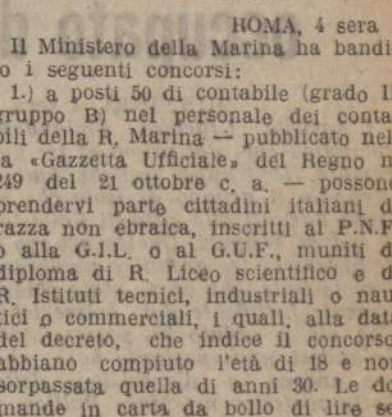 ROMA, 4 sera
Il Ministero della Marina ha bandi
o i seguenti concorsi:
1.) a posti 50 di contabile (grado 1
gruppo B) nel personale dei conta
bili della R. Marina — pubblicato nel
a «Gazzetta Ufficiale» del Regno n
249 del 21 ottobre c. a. — possono
prendervi parte cittadini italiani d
razza non ebraica, inscritti al P.N.F
o alla G.I.L. o al G.U.F., muniti d
diploma di R. Liceo scientifico e d
R. Istituti tecnici, industriali o nau
tici o commerciali, i quali, alla data
del decreto, che indice il concorso
abbiano compiuto l'età di 18 e non
sorpassata quella di anni 30. Le do
mande in carta da bollo di lire se